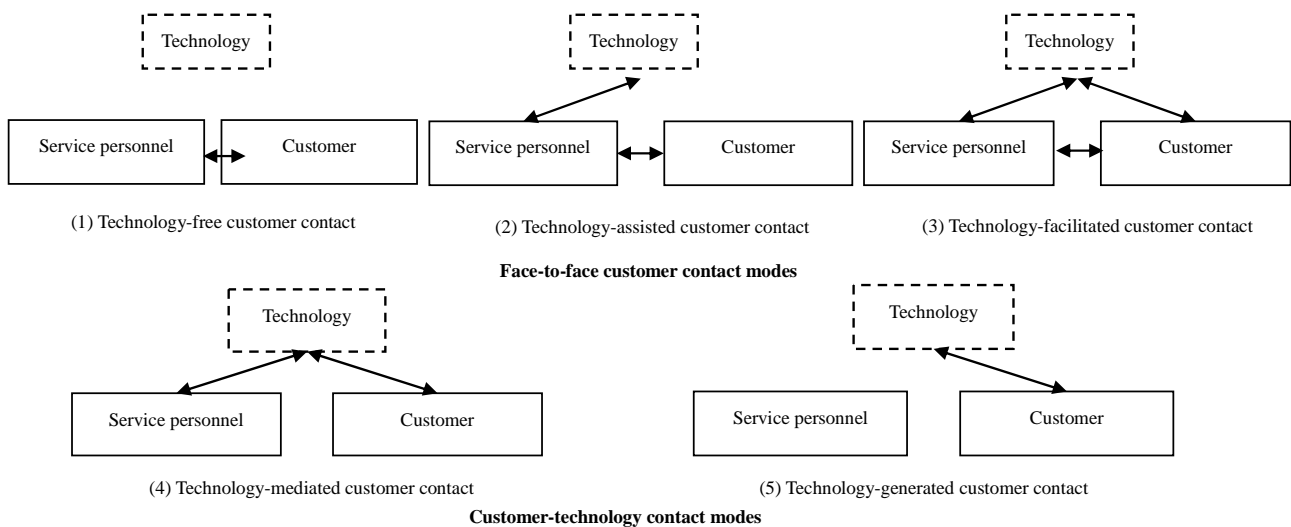 Technology
Technology
Technology
Service personnel
Customer
Service personnel
Customer
Service personnel
Customer
(1) Technology-free customer contact
(2) Technology-assisted customer contact
(3) Technology-facilitated customer contact
Face-to-face customer contact modes
Technology
Technology
Service personnel
Customer
Service personnel
Customer
(4) Technology-mediated customer contact
(5) Technology-generated customer contact
Customer-technology contact modes